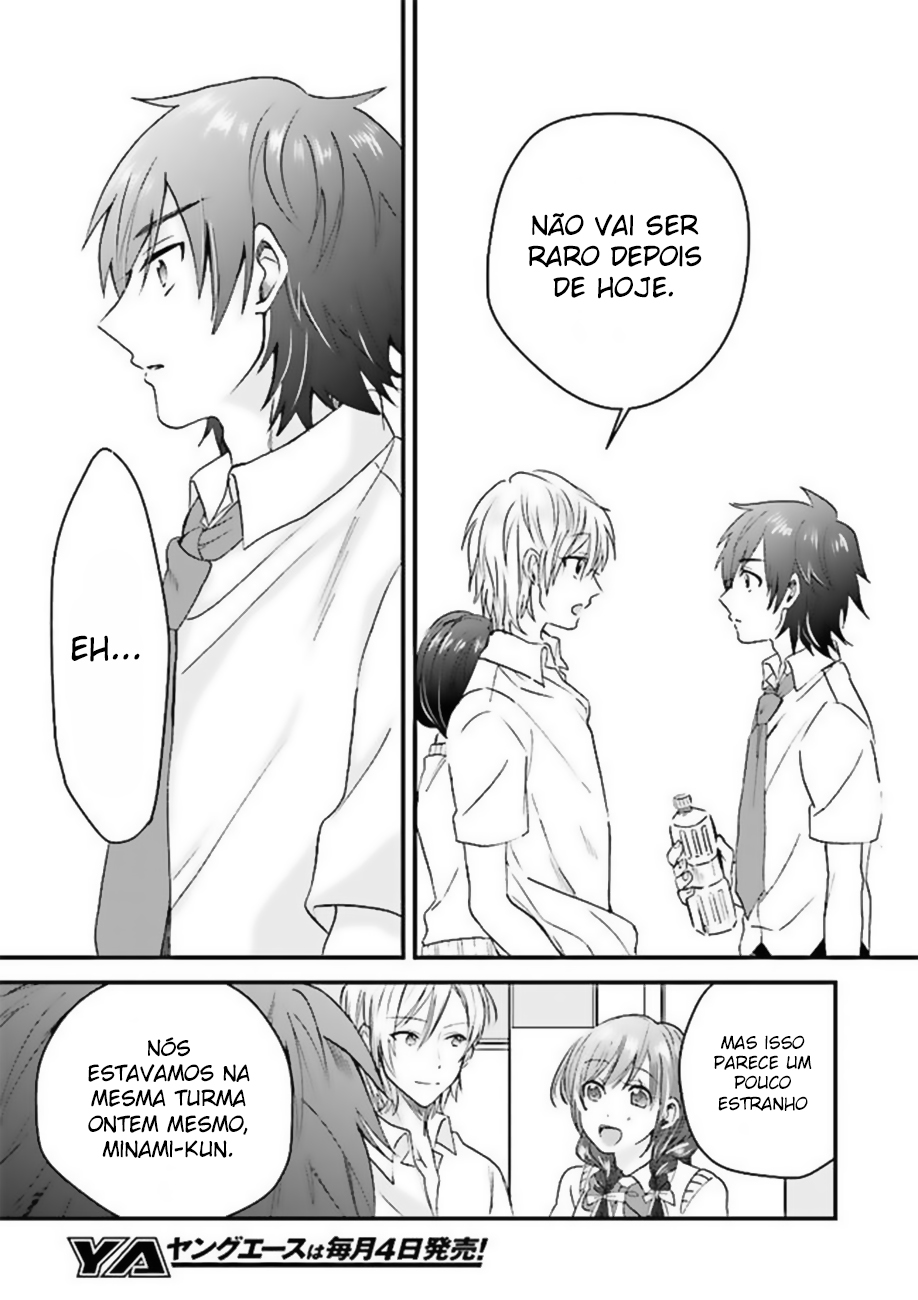 NÃO VAI SER
RARO DEPOIS
DE HOJE.
EH...
MAS ISSO
PARECE UM
POUCO
ESTRANHO
NÓS
ESTAVAMOS NA
MESMA TURMA
ONTEM MESMO,
MINAMI-KUN.
YA ヤングエースは毎月4日発売!